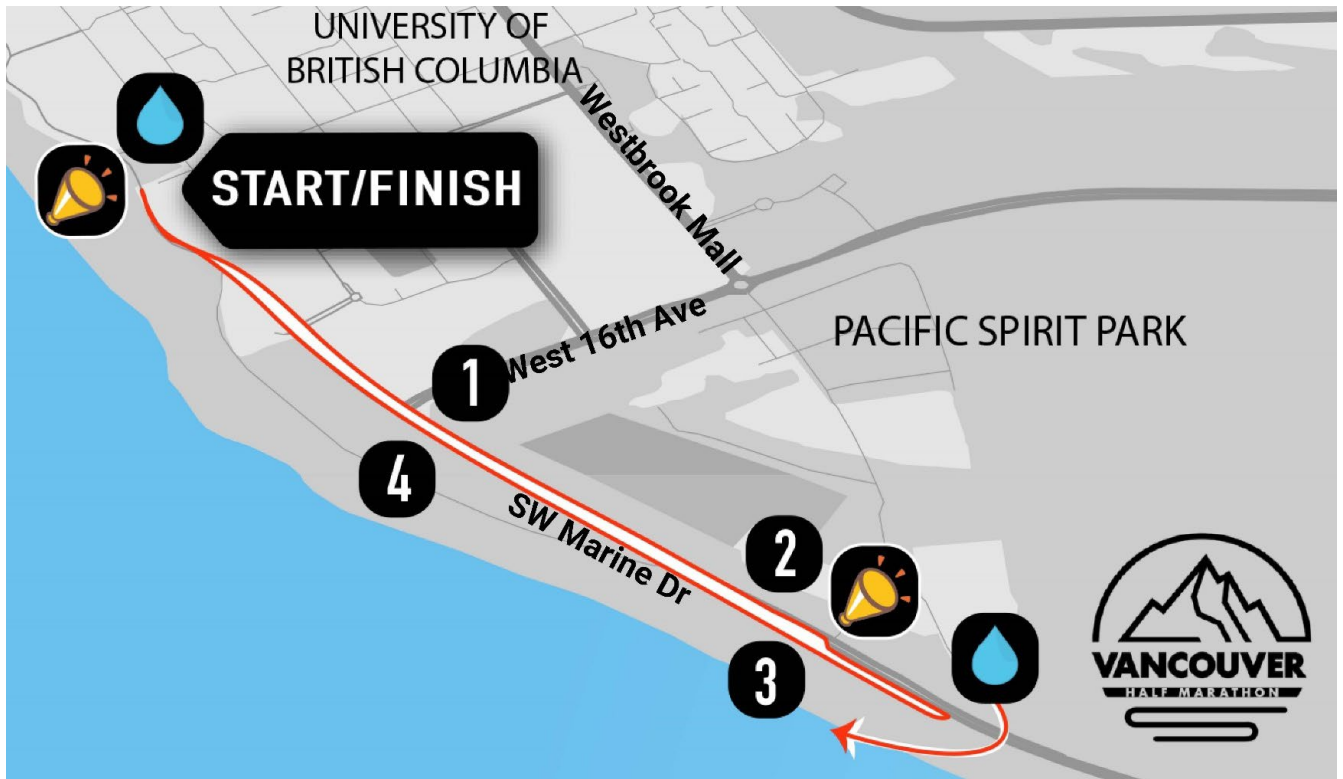 UNIVERSITY OF
BRITISH COLUMBIA
START/FINISH
Westbrook Mall
West 16th Ave
PACIFIC SPIRIT PARK
1
4
SW Marine Dr
2
3
VANCOUVER
HALF MARATHON